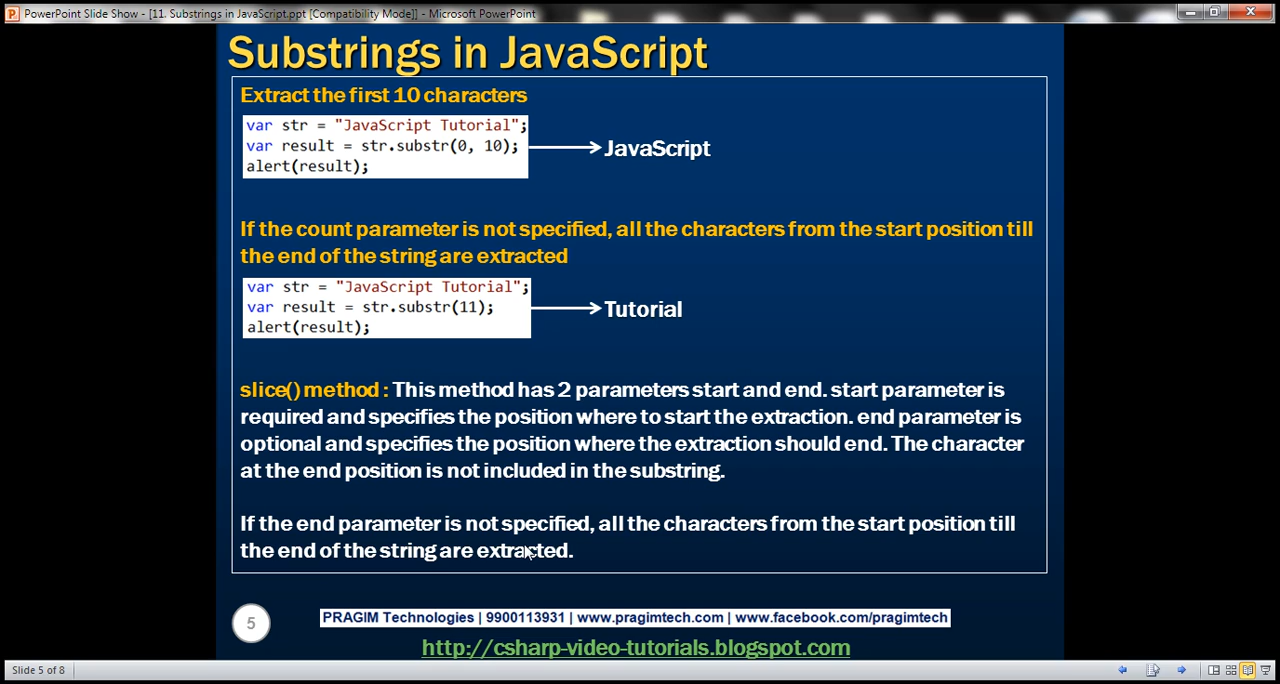 PowerPoint Slide Show - [11. Substrings in JavaScript.ppt [Compatibility Mode]] - Microsoft PowerPoint
Substrings in JavaScript
Extract the first 10 characters
var str = "JavaScript Tutorial";
var result = str.substr(0, 10);
alert(result);
JavaScript
If the count parameter is not specified, all the characters from the start position till
the end of the string are extracted
var str = "JavaScript Tutorial";
var result = str.substr(11);
alert(result);
Tutorial
slice() method : This method has 2 parameters start and end. start parameter is
required and specifies the position where to start the extraction. end parameter is
optional and specifies the position where the extraction should end. The character
at the end position is not included in the substring.
If the end parameter is not specified, all the characters from the start position till
the end of the string are extracted.
5
PRAGIM Technologies | 9900113931 | www.pragimtech.com | www.facebook.com/pragimtech
http://csharp-video-tutorials.blogspot.com
Slide 5 of 8